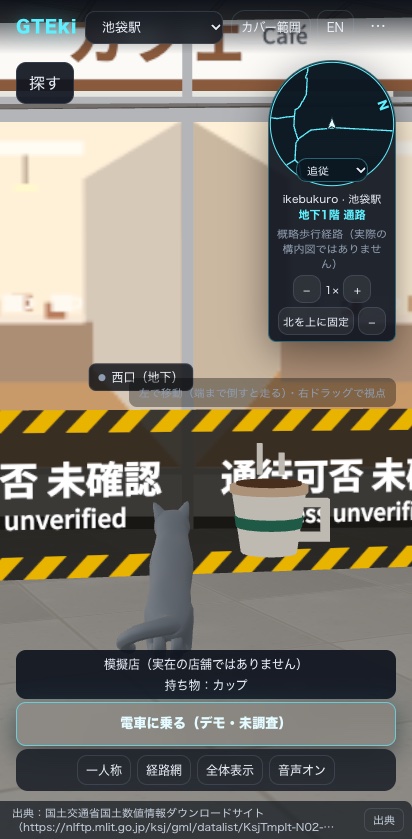 GTEki
池袋駅
カバー範囲
EN
…
カフェ
Café
探す
N
追従
ikebukuro · 池袋駅
地下1階 通路
概略歩行経路（実際の
構内図ではありませ
ん）
− 1× +
北を上に固定
−
西口（地下）
左で移動（端まで倒すと走る）・右ドラッグで視点
否 未確認
通行可否 未
unverified
ess unverifi
模擬店（実在の店舗ではありません）
持ち物：カップ
電車に乗る（デモ・未調査）
一人称
経路網
全体表示
音声オン
出典：国土交通省国土数値情報ダウンロードサイト
（https://nlftp.mlit.go.jp/ksj/gml/datalist/KsjTmplt-N02-…
出典